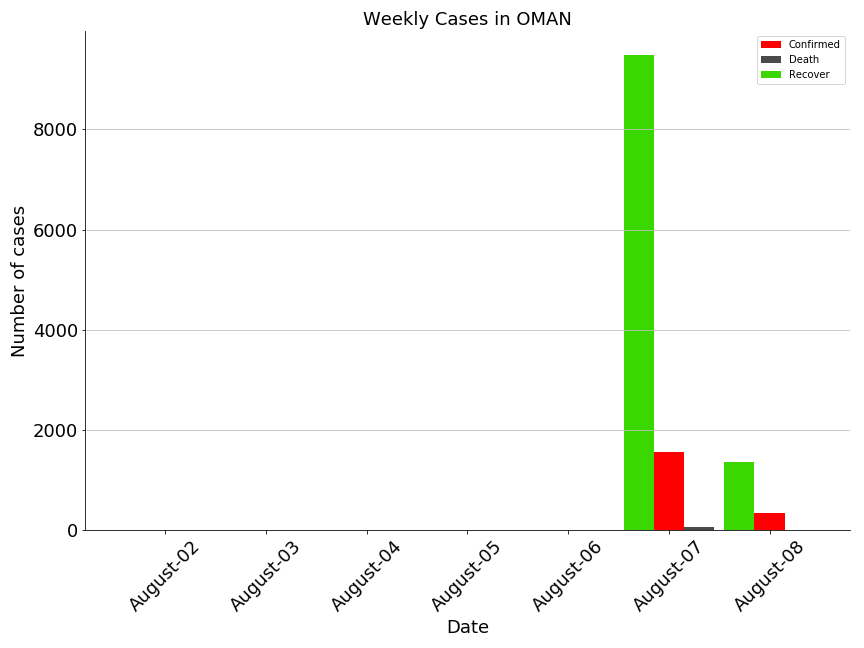 Weekly Cases in OMAN
Confirmed
Death
Recover
8000
6000
4000
2000
0
Number of cases
August-02
August-03
August-04
August-05
August-06
August-07
August-08
Date